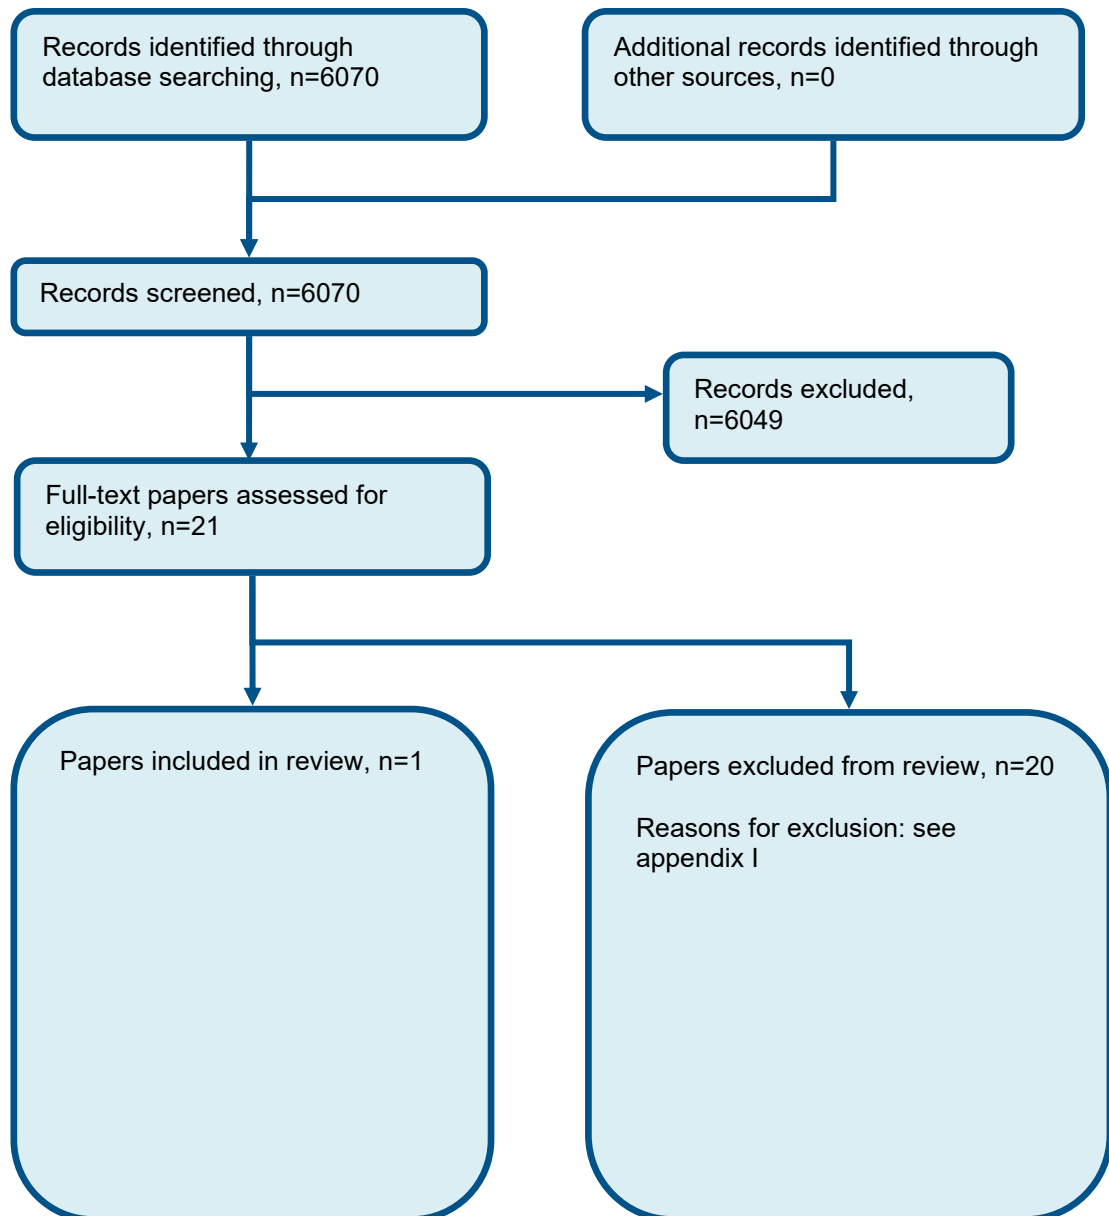 Records identified through
database searching, n=6070
Additional records identified through
other sources, n=0
Records screened, n=6070
Records excluded,
n=6049
Full-text papers assessed for
eligibility, n=21
Papers included in review, n=1
Papers excluded from review, n=20
Reasons for exclusion: see
appendix I